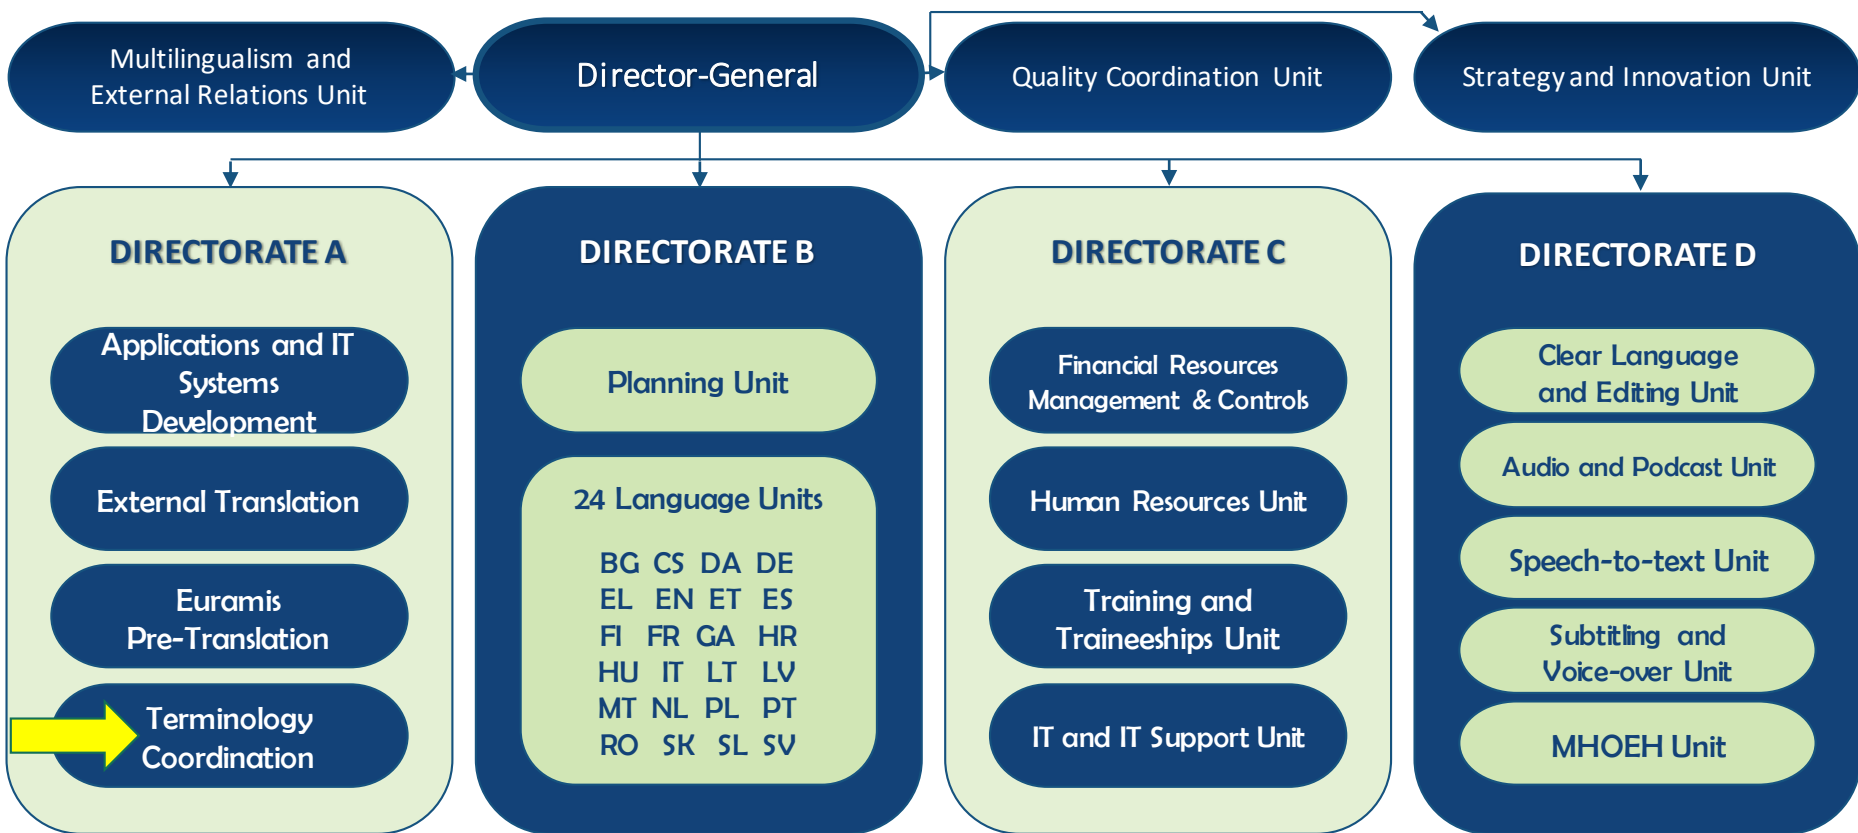 Multilingualism and
External Relations Unit
Director-General
Quality Coordination Unit
Strategy and Innovation Unit
DIRECTORATE A
Applications and IT
Systems
Development
External Translation
Euramis
Pre-Translation
Terminology
Coordination
DIRECTORATE B
Planning Unit
24 Language Units
BG CS DA DE
EL EN ET ES
FI FR GA HR
HU IT LT LV
MT NL PL PT
RO SK SL SV
DIRECTORATE C
Financial Resources
Management & Controls
Human Resources Unit
Training and
Traineeships Unit
IT and IT Support Unit
DIRECTORATE D
Clear Language
and Editing Unit
Audio and Podcast Unit
Speech-to-text Unit
Subtitling and
Voice-over Unit
MHOEH Unit